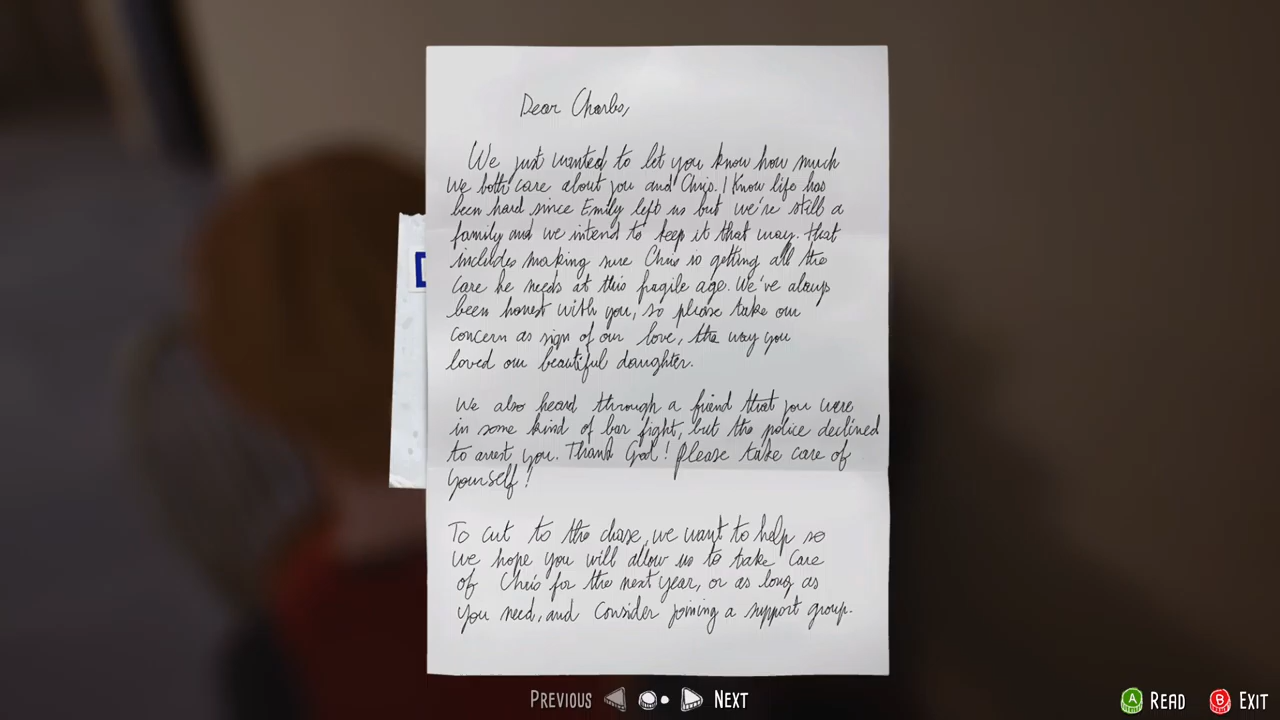 Dear Charles,
We just wanted to let you know how much
we both care about you and Chris. I know life has
been hard since Emily left us but we're still a
family and we intend to keep it that way. That
includes making sure Chris is getting all the
care he needs at this fragile age. We've always
been honest with you, so please take our
concern as sign of our love, the way you
loved our beautiful daughter.
We also heard through a friend that you were
in some kind of bar fight, but the police declined
to arrest you. Thank God! Please take care of
yourself!
To cut to the chase, we want to help so
we hope you will allow us to take care
of Chris for the next year, or as long as
you need, and consider joining a support group.
PREVIOUS NEXT
A READ B EXIT